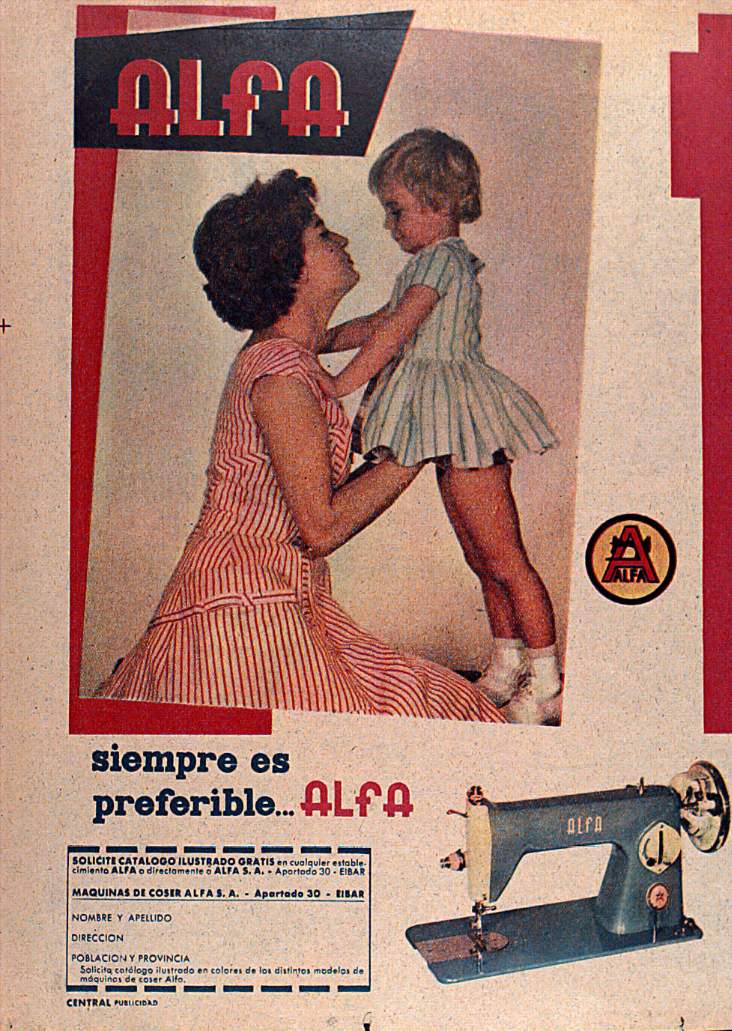 ALFA
A
ALFA
siempre es
preferible... ALFA
ALFA
SOLICITE CATALOGO ILUSTRADO GRATIS en cualquier estable-
cimiento ALFA o directamente a ALFA S. A. - Apartado 30 - EIBAR
MAQUINAS DE COSER ALFA S. A. - Apartado 30 - EIBAR
NOMBRE Y APELLIDO
DIRECCION
POBLACION Y PROVINCIA
Solicita catálogo ilustrado en colores de los distintos modelos de
máquinas de coser Alfa.
CENTRAL PUBLICIDAD